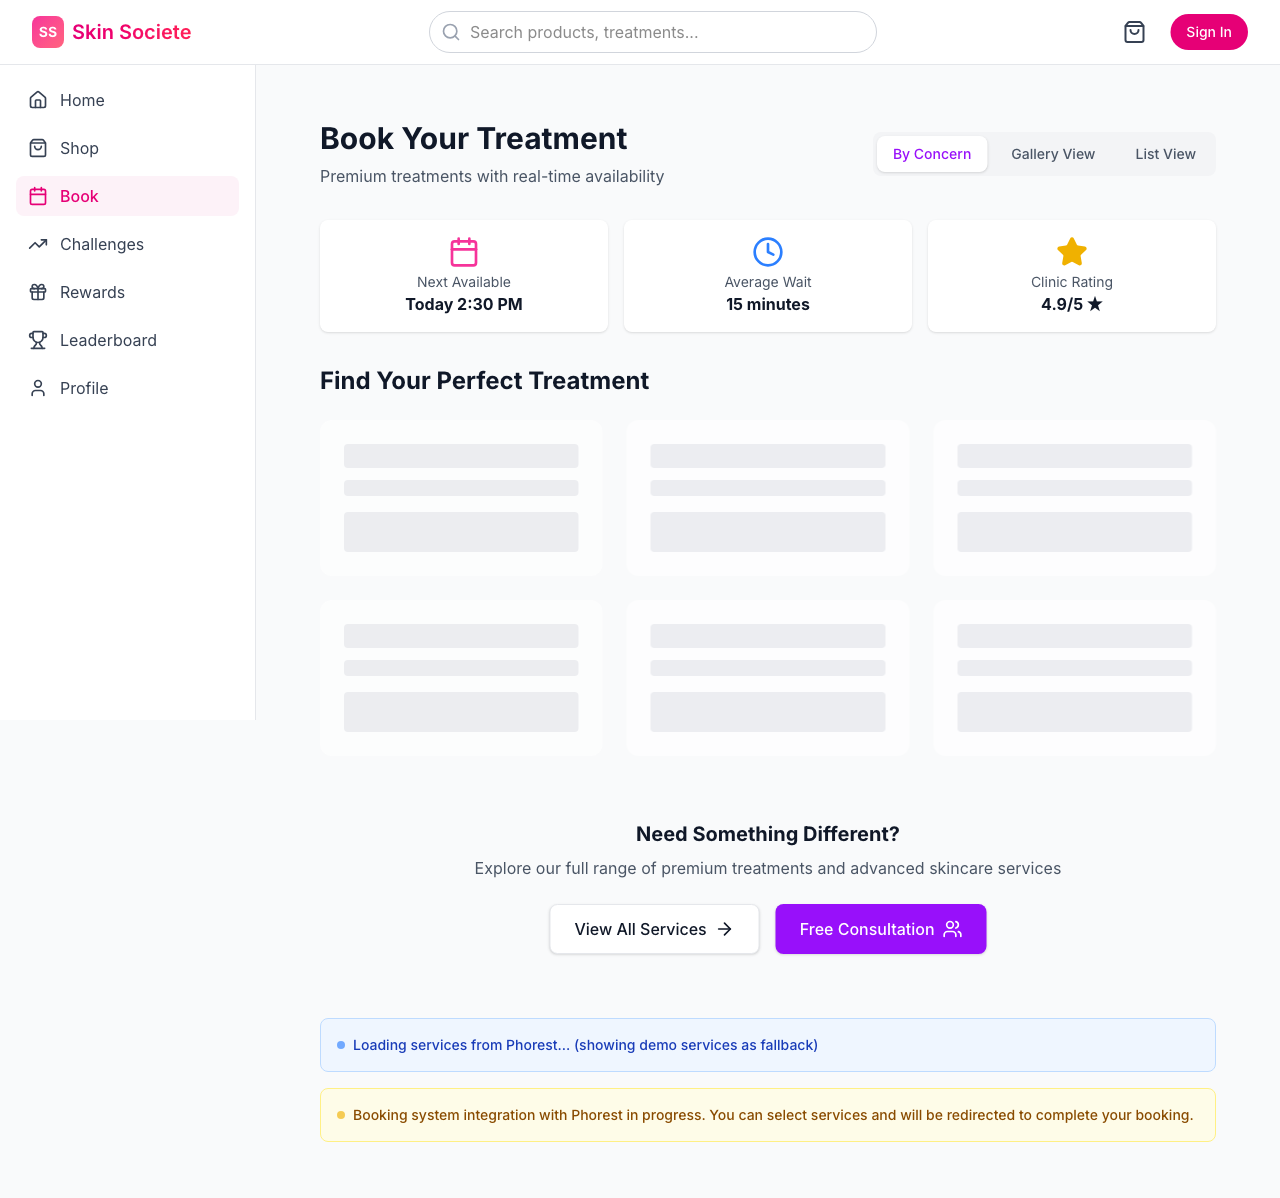 SS Skin Societe
Search products, treatments...
Sign In
Home
Shop
Book
Challenges
Rewards
Leaderboard
Profile
Book Your Treatment
Premium treatments with real-time availability
By Concern
Gallery View
List View
Next Available
Today 2:30 PM
Average Wait
15 minutes
Clinic Rating
4.9/5 ★
Find Your Perfect Treatment
Need Something Different?
Explore our full range of premium treatments and advanced skincare services
View All Services
Free Consultation
Loading services from Phorest... (showing demo services as fallback)
Booking system integration with Phorest in progress. You can select services and will be redirected to complete your booking.